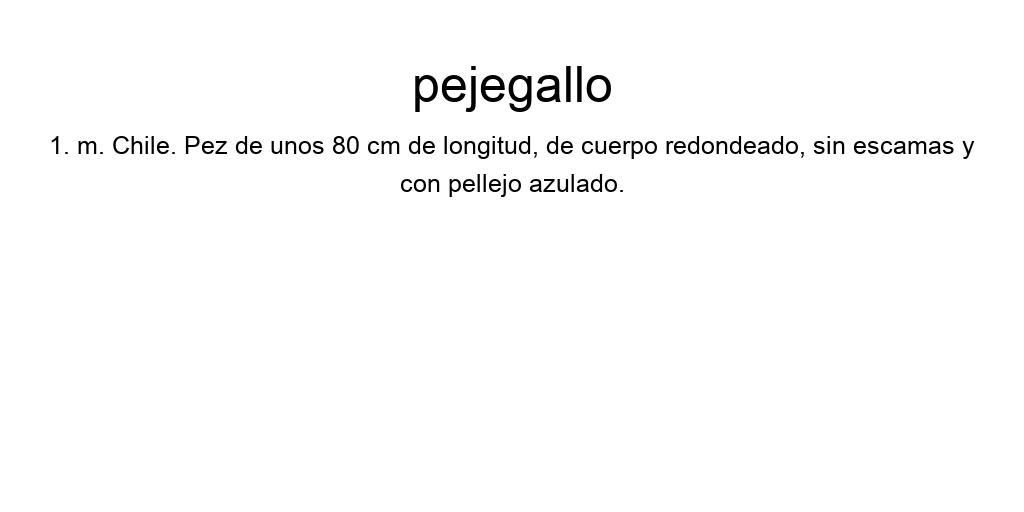 pejegallo
1. m. Chile. Pez de unos 80 cm de longitud, de cuerpo redondeado, sin escamas y
con pellejo azulado.